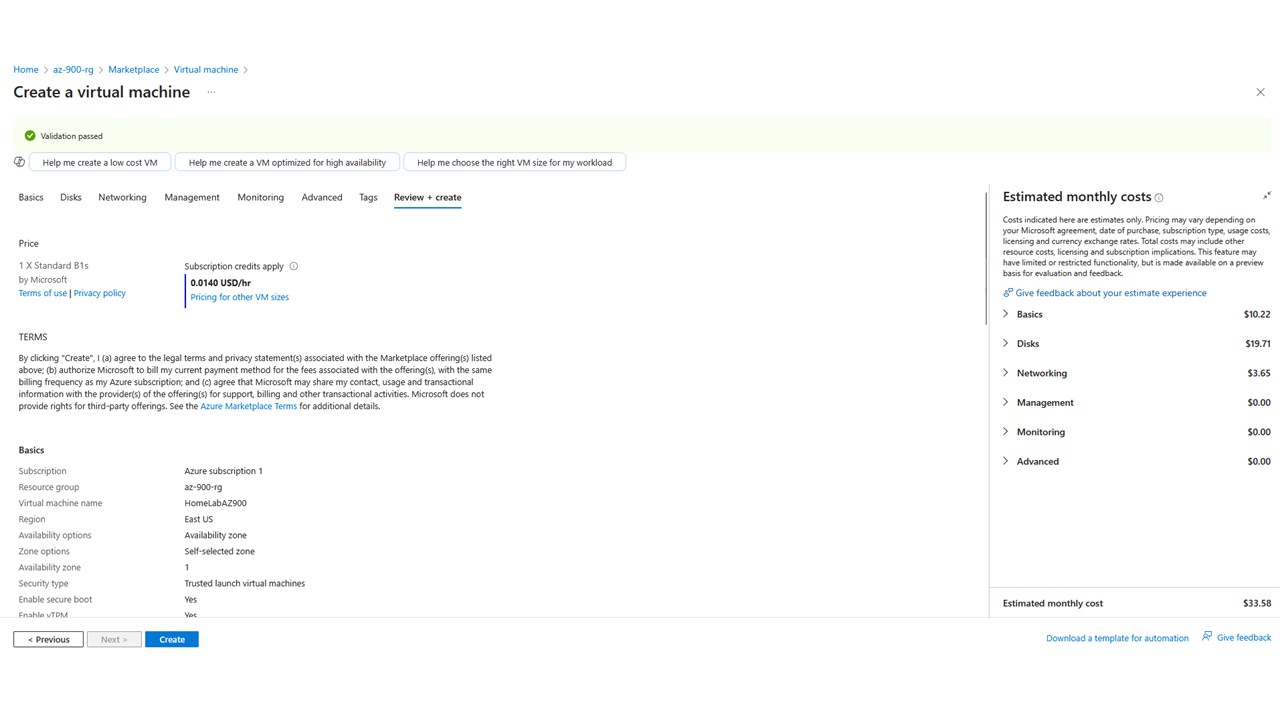 Home > az-900-rg > Marketplace > Virtual machine >
Create a virtual machine ...
Validation passed
Help me create a low cost VM
Help me create a VM optimized for high availability
Help me choose the right VM size for my workload
Basics Disks Networking Management Monitoring Advanced Tags Review + create
Price
1 X Standard B1s
by Microsoft
Terms of use | Privacy policy
Subscription credits apply
0.0140 USD/hr
Pricing for other VM sizes
TERMS
By clicking "Create", I (a) agree to the legal terms and privacy statement(s) associated with the Marketplace offering(s) listed
above; (b) authorize Microsoft to bill my current payment method for the fees associated with the offering(s), with the same
billing frequency as my Azure subscription; and (c) agree that Microsoft may share my contact, usage and transactional
information with the provider(s) of the offering(s) for support, billing and other transactional activities. Microsoft does not
provide rights for third-party offerings. See the Azure Marketplace Terms for additional details.
Basics
Subscription Azure subscription 1
Resource group az-900-rg
Virtual machine name HomeLabAZ900
Region East US
Availability options Availability zone
Zone options Self-selected zone
Availability zone 1
Security type Trusted launch virtual machines
Enable secure boot Yes
Enable vTPM Yes
< Previous Next > Create
Estimated monthly costs
Costs indicated here are estimates only. Pricing may vary depending on
your Microsoft agreement, date of purchase, subscription type, usage costs,
licensing and currency exchange rates. Total costs may include other
resource costs, licensing and subscription implications. This feature may
have limited or restricted functionality, but is made available on a preview
basis for evaluation and feedback.
Give feedback about your estimate experience
Basics $10.22
Disks $19.71
Networking $3.65
Management $0.00
Monitoring $0.00
Advanced $0.00
Estimated monthly cost $33.58
Download a template for automation Give feedback